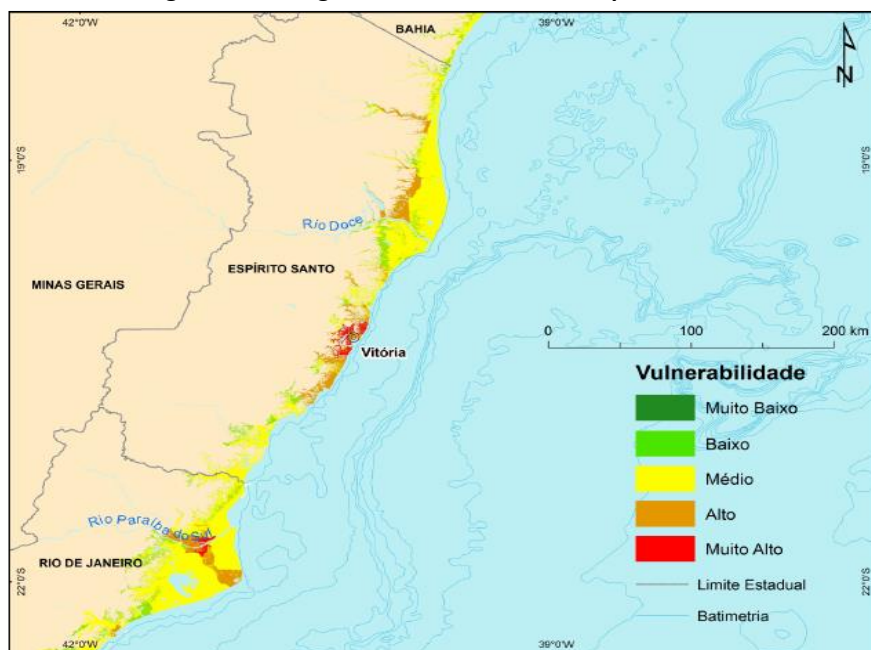 42°0'W
39°0'W
BAHIA
N
19°S
19°0'S
Rio Doce
ESPÍRITO SANTO
MINAS GERAIS
0 100 200 km
Vitória
Vulnerabilidade
Muito Baixo
Baixo
Médio
Alto
Muito Alto
Limite Estadual
Batimetria
Rio Paraíba do Sul
RIO DE JANEIRO
22°0'S
22°0'S
42°0'W
39°0'W